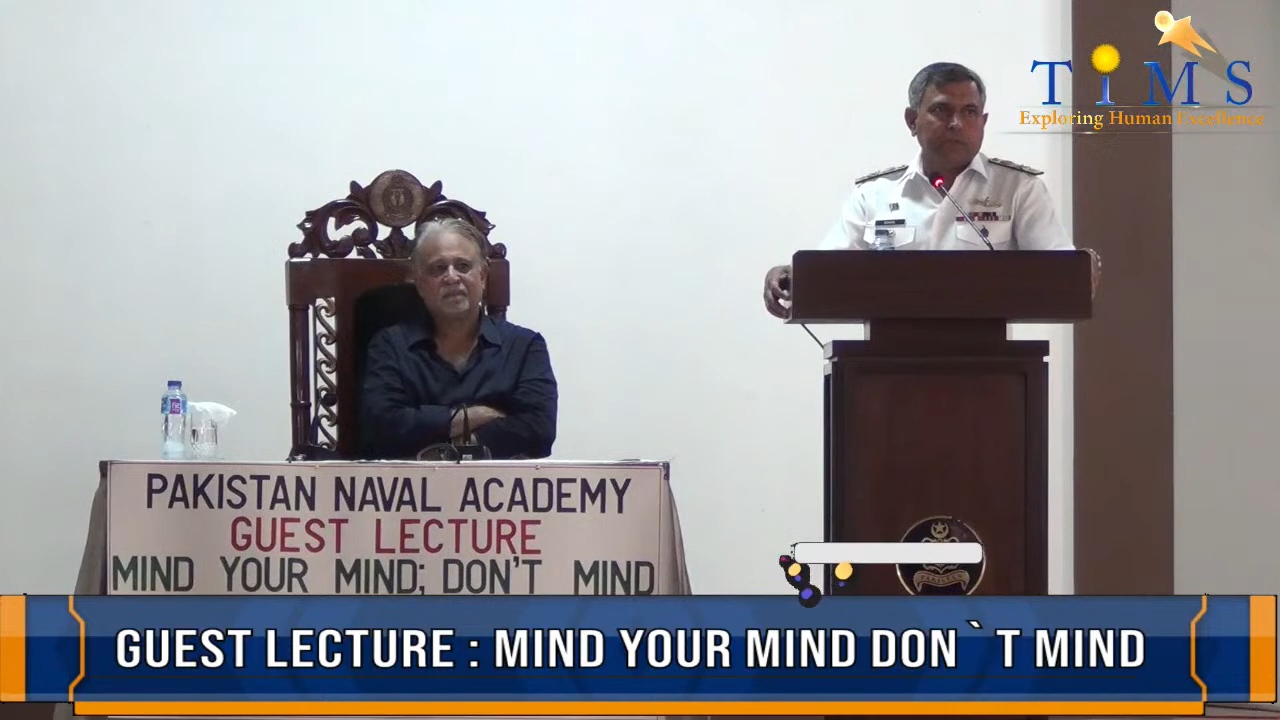 TiMS
Exploring Human Excellence
PAKISTAN NAVAL ACADEMY
GUEST LECTURE
MIND YOUR MIND; DON'T MIND
PAKISTAN
GUEST LECTURE : MIND YOUR MIND DON`T MIND